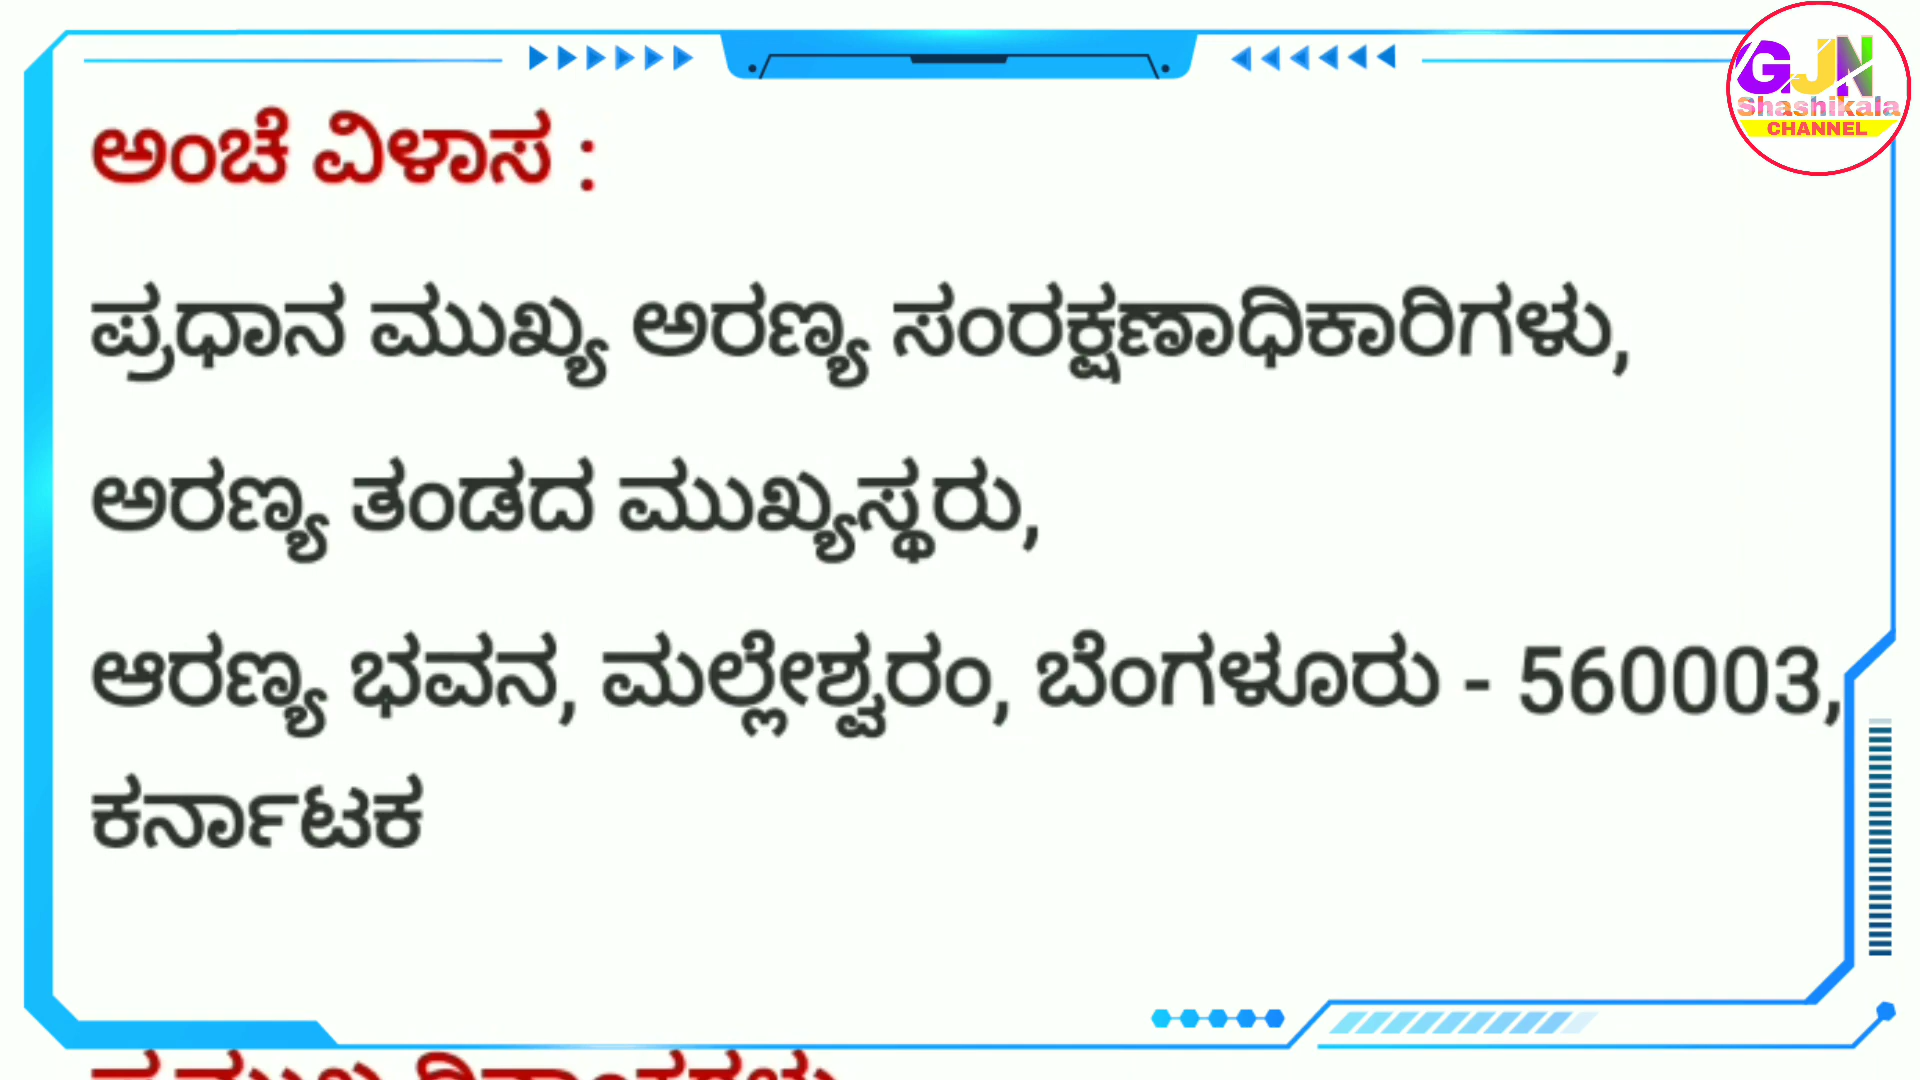 GJN
Shashikala
CHANNEL
ಅಂಚೆ ವಿಳಾಸ :
ಪ್ರಧಾನ ಮುಖ್ಯ ಅರಣ್ಯ ಸಂರಕ್ಷಣಾಧಿಕಾರಿಗಳು,
ಅರಣ್ಯ ತಂಡದ ಮುಖ್ಯಸ್ಥರು,
ಆರಣ್ಯ ಭವನ, ಮಲ್ಲೇಶ್ವರಂ, ಬೆಂಗಳೂರು - 560003,
ಕರ್ನಾಟಕ